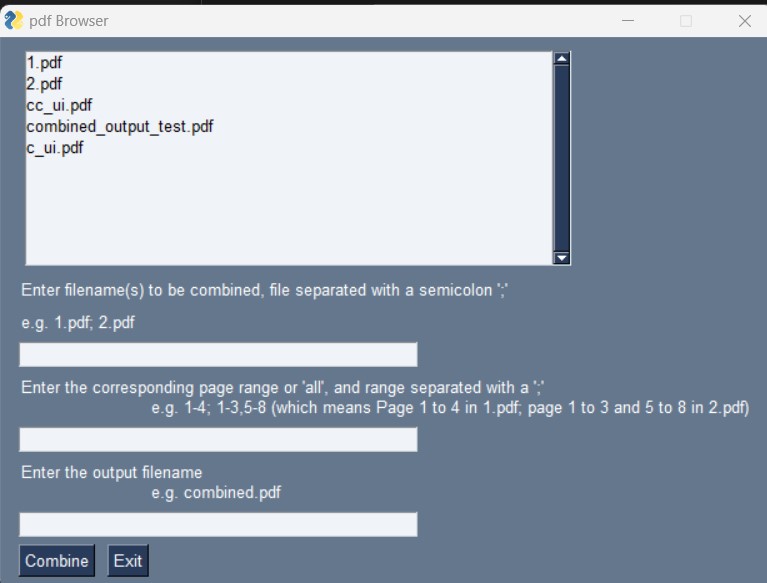 pdf Browser
1.pdf
2.pdf
cc_ui.pdf
combined_output_test.pdf
c_ui.pdf
Enter filename(s) to be combined, file separated with a semicolon ';'
e.g. 1.pdf; 2.pdf
Enter the corresponding page range or 'all', and range separated with a ';'
e.g. 1-4; 1-3,5-8 (which means Page 1 to 4 in 1.pdf; page 1 to 3 and 5 to 8 in 2.pdf)
Enter the output filename
e.g. combined.pdf
Combine Exit